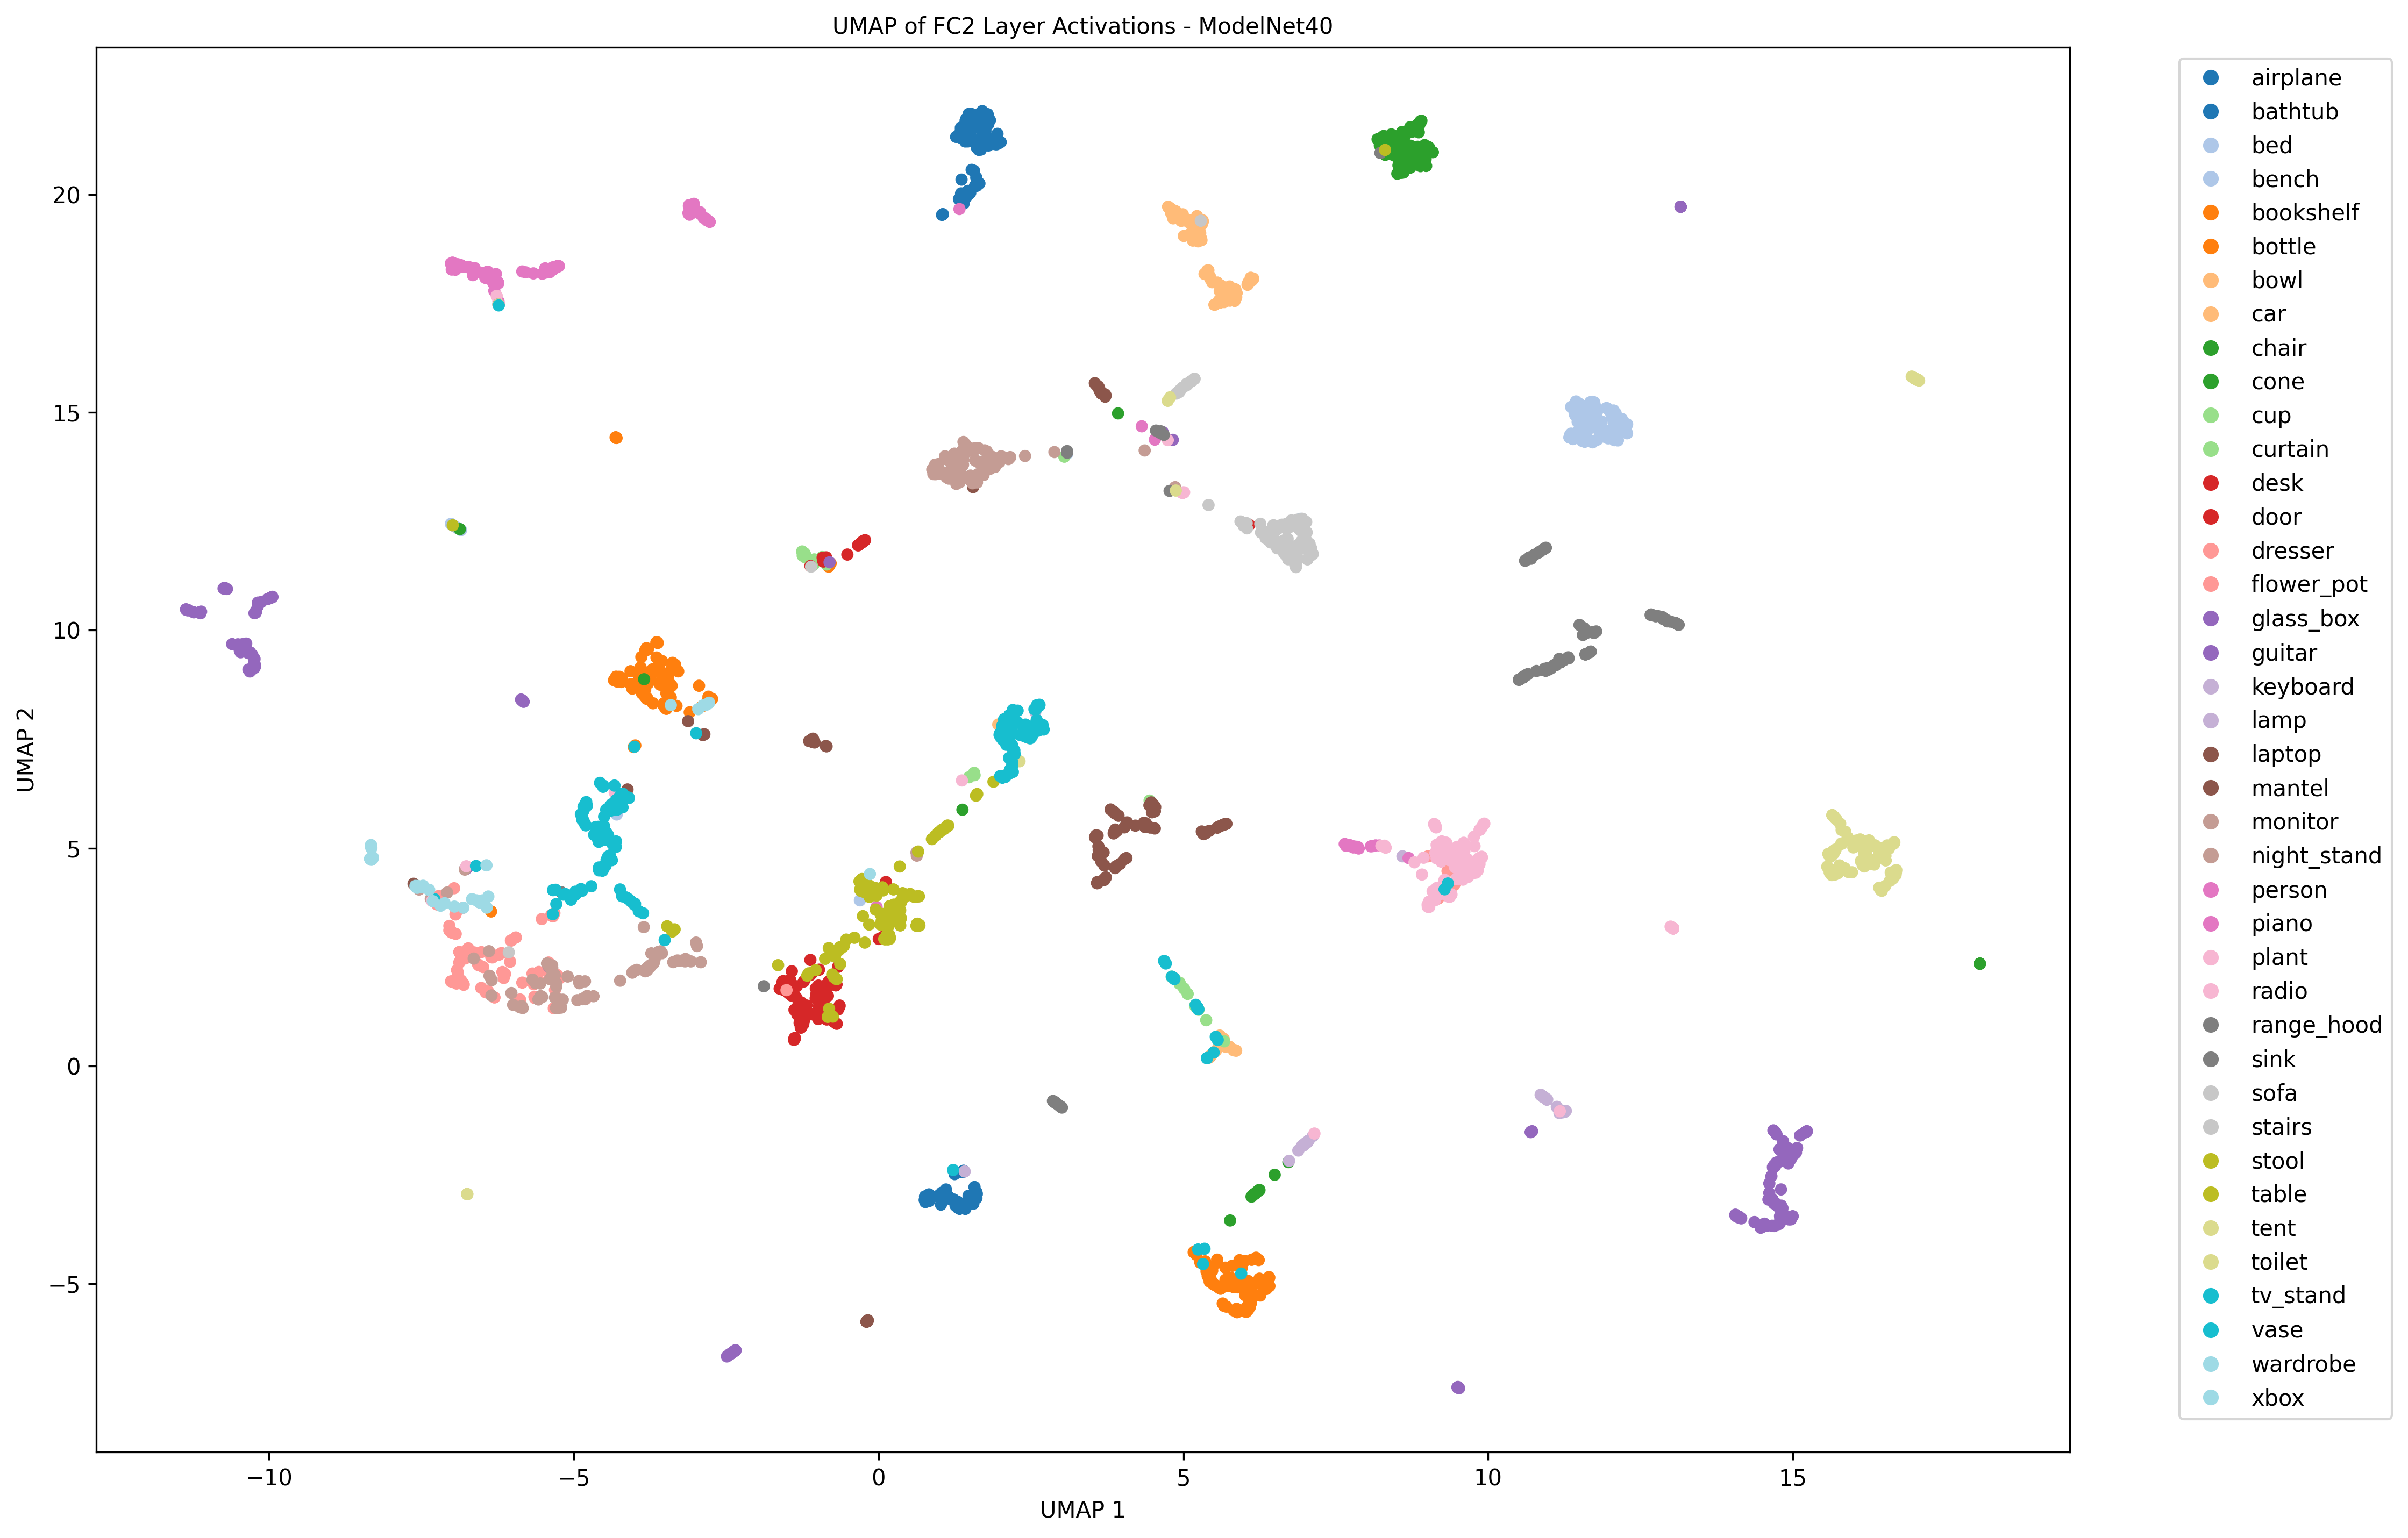 UMAP of FC2 Layer Activations - ModelNet40
UMAP 2
20
15
10
5
0
−5
−10
−5
0
5
10
15
UMAP 1
airplane
bathtub
bed
bench
bookshelf
bottle
bowl
car
chair
cone
cup
curtain
desk
door
dresser
flower_pot
glass_box
guitar
keyboard
lamp
laptop
mantel
monitor
night_stand
person
piano
plant
radio
range_hood
sink
sofa
stairs
stool
table
tent
toilet
tv_stand
vase
wardrobe
xbox